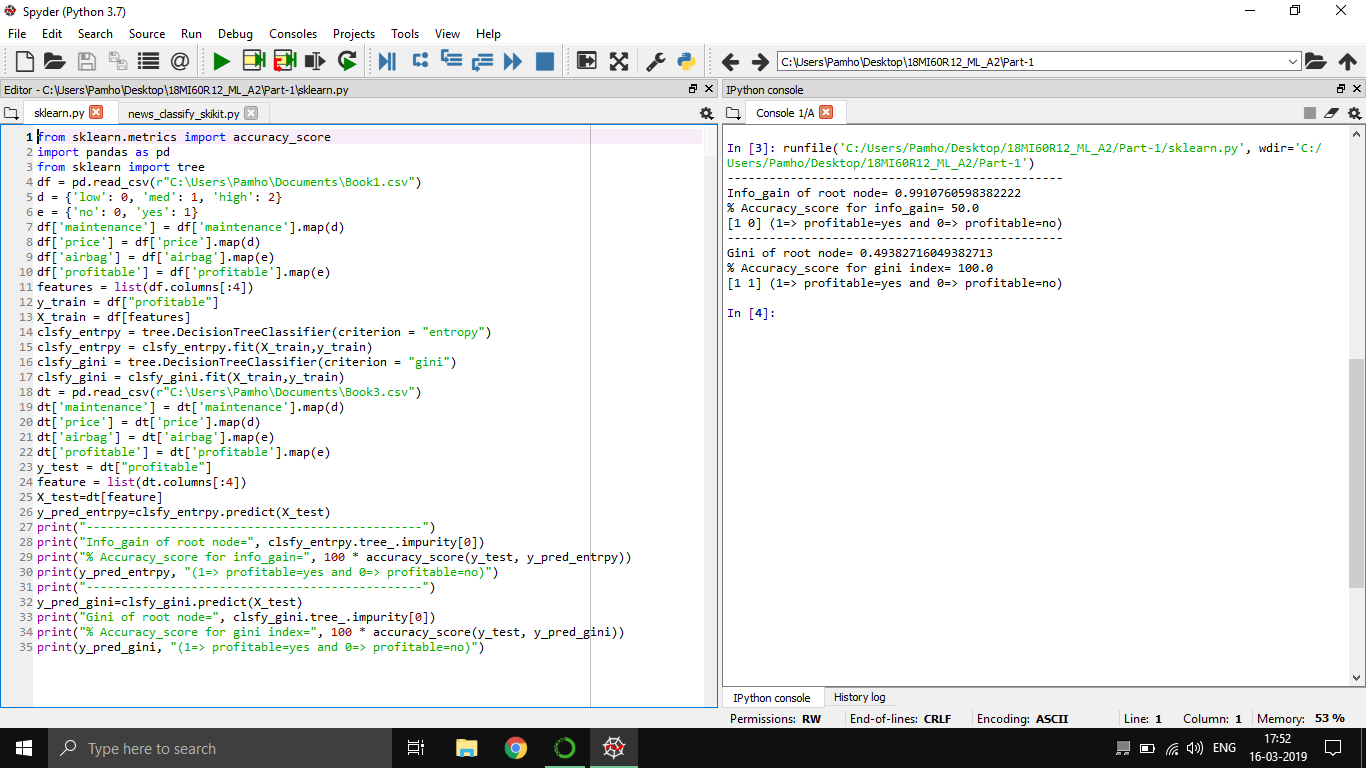 Spyder (Python 3.7)
File Edit Search Source Run Debug Consoles Projects Tools View Help
C:\Users\Pamho\Desktop\18MI60R12_ML_A2\Part-1
Editor - C:\Users\Pamho\Desktop\18MI60R12_ML_A2\Part-1\sklearn.py
sklearn.py news_classify_skikit.py
1 from sklearn.metrics import accuracy_score
2 import pandas as pd
3 from sklearn import tree
4 df = pd.read_csv(r"C:\Users\Pamho\Documents\Book1.csv")
5 d = {'low': 0, 'med': 1, 'high': 2}
6 e = {'no': 0, 'yes': 1}
7 df['maintenance'] = df['maintenance'].map(d)
8 df['price'] = df['price'].map(d)
9 df['airbag'] = df['airbag'].map(e)
10 df['profitable'] = df['profitable'].map(e)
11 features = list(df.columns[:4])
12 y_train = df["profitable"]
13 X_train = df[features]
14 clsfy_entrpy = tree.DecisionTreeClassifier(criterion = "entropy")
15 clsfy_entrpy = clsfy_entrpy.fit(X_train,y_train)
16 clsfy_gini = tree.DecisionTreeClassifier(criterion = "gini")
17 clsfy_gini = clsfy_gini.fit(X_train,y_train)
18 dt = pd.read_csv(r"C:\Users\Pamho\Documents\Book3.csv")
19 dt['maintenance'] = dt['maintenance'].map(d)
20 dt['price'] = dt['price'].map(d)
21 dt['airbag'] = dt['airbag'].map(e)
22 dt['profitable'] = dt['profitable'].map(e)
23 y_test = dt["profitable"]
24 feature = list(dt.columns[:4])
25 X_test=dt[feature]
26 y_pred_entrpy=clsfy_entrpy.predict(X_test)
27 print("----------------------------------------------")
28 print("Info_gain of root node=", clsfy_entrpy.tree_.impurity[0])
29 print("% Accuracy_score for info_gain=", 100 * accuracy_score(y_test, y_pred_entrpy))
30 print(y_pred_entrpy, "(1=> profitable=yes and 0=> profitable=no)")
31 print("----------------------------------------------")
32 y_pred_gini=clsfy_gini.predict(X_test)
33 print("Gini of root node=", clsfy_gini.tree_.impurity[0])
34 print("% Accuracy_score for gini index=", 100 * accuracy_score(y_test, y_pred_gini))
35 print(y_pred_gini, "(1=> profitable=yes and 0=> profitable=no)")
IPython console
Console 1/A
In [3]: runfile('C:/Users/Pamho/Desktop/18MI60R12_ML_A2/Part-1/sklearn.py', wdir='C:/
Users/Pamho/Desktop/18MI60R12_ML_A2/Part-1')
----------------------------------------------
Info_gain of root node= 0.9910760598382222
% Accuracy_score for info_gain= 50.0
[1 0] (1=> profitable=yes and 0=> profitable=no)
----------------------------------------------
Gini of root node= 0.49382716049382713
% Accuracy_score for gini index= 100.0
[1 1] (1=> profitable=yes and 0=> profitable=no)
In [4]:
IPython console History log
Permissions: RW End-of-lines: CRLF Encoding: ASCII Line: 1 Column: 1 Memory: 53 %
Type here to search
ENG
17:52
16-03-2019